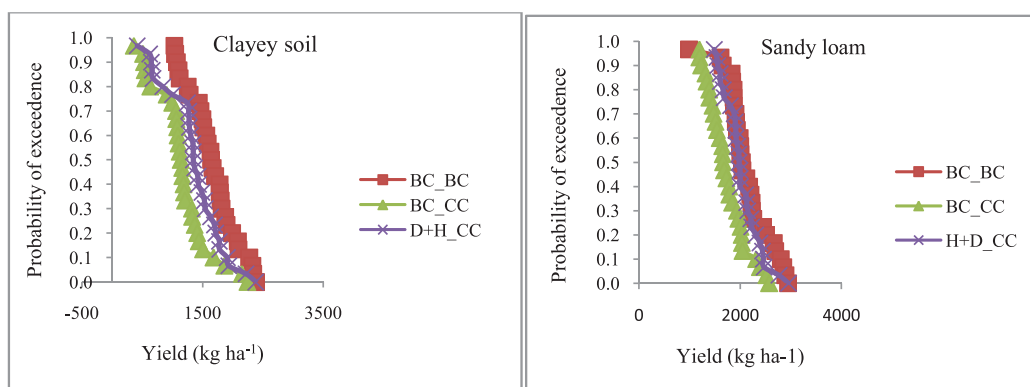 Clayey soil
Probability of exceedence
1.0
0.9
0.8
0.7
0.6
0.5
0.4
0.3
0.2
0.1
0.0
-500
1500
3500
Yield (kg ha-1)
BC_BC
BC_CC
D+H_CC
Sandy loam
Probability of exceedence
1.0
0.9
0.8
0.7
0.6
0.5
0.4
0.3
0.2
0.1
0.0
0
2000
4000
Yield (kg ha-1)
BC_BC
BC_CC
H+D_CC